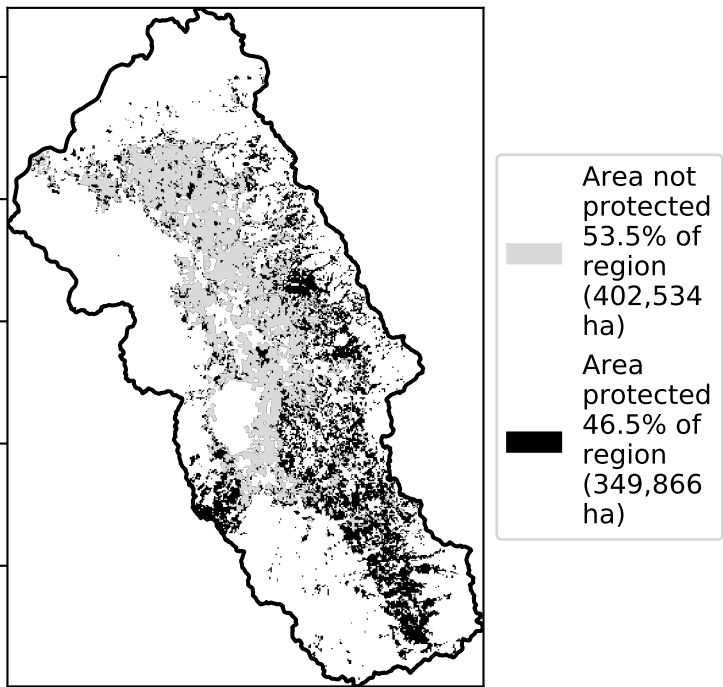 Area not
protected
53.5% of
region
(402,534
ha)
Area
protected
46.5% of
region
(349,866
ha)